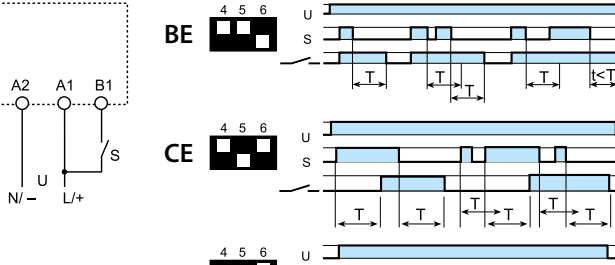 A2 A1 B1
S
U
N/ – L/+
BE
4 5 6
U
S
T T T t<T
T
CE
4 5 6
U
S
T T T T T T
4 5 6
U